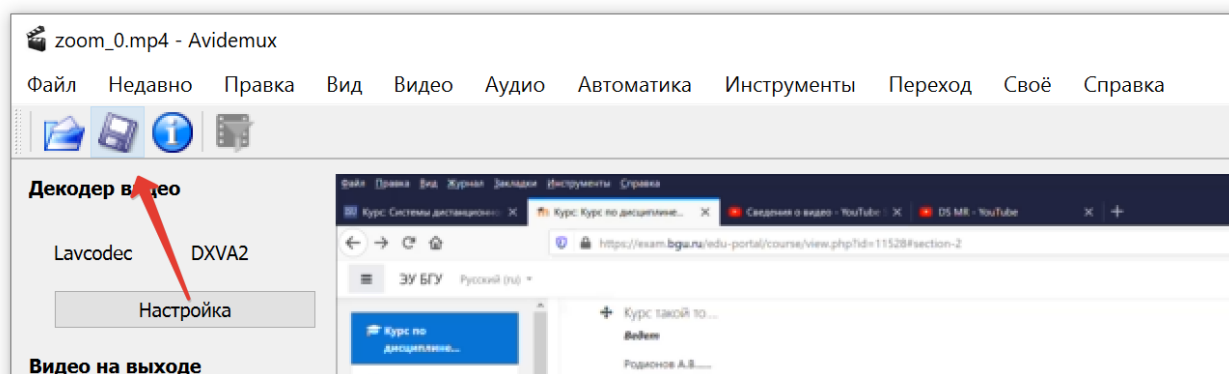 zoom_0.mp4 - Avidemux
Файл Недавно Правка Вид Видео Аудио Автоматика Инструменты Переход Своё Справка
Декодер видео
Lavcodec DXVA2
Настройка
Видео на выходе
Файл Правка Вид Журнал Закладки Инструменты Справка
Курс: Системы дистанционно Курс: Курс по дисциплине... Сведения о видео - YouTube DS MR - YouTube
https://exam.bgu.ru/edu-portal/course/view.php?id=11528#section-2
ЭУ БГУ Русский (ru)
Курс по
дисциплине...
Курс такой то...
Ведет
Родионов А.В.....